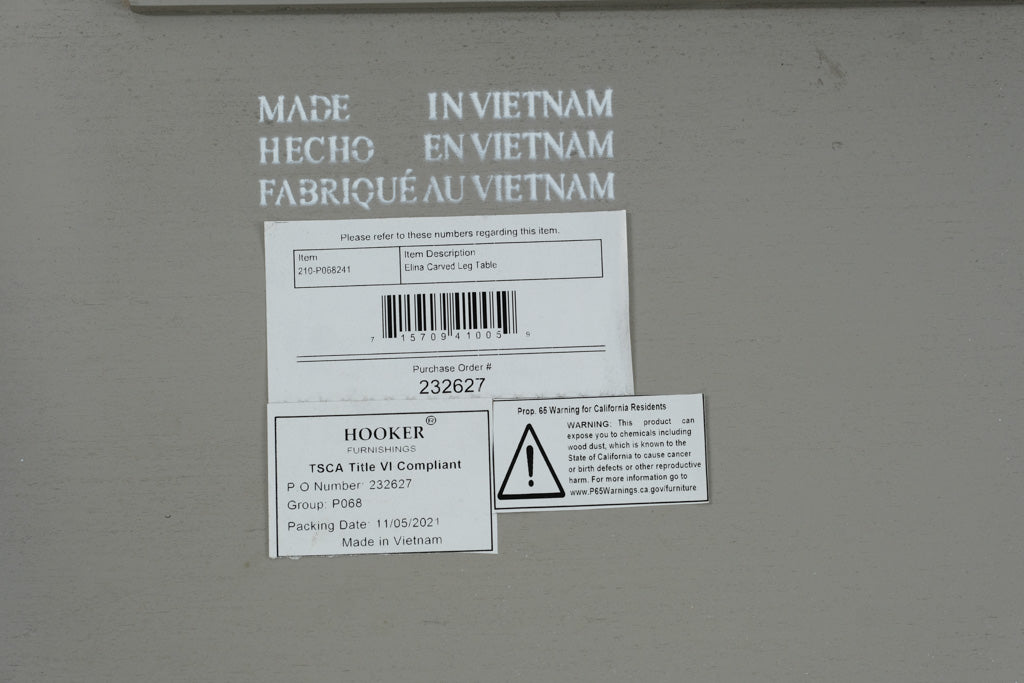 MADE IN VIETNAM
HECHO EN VIETNAM
FABRIQUÉ AU VIETNAM
Please refer to these numbers regarding this item.
Item
210-P068241
Item Description
Elina Carved Leg Table
7 15709 41005 9
Purchase Order #
232627
HOOKER
FURNISHINGS
TSCA Title VI Compliant
P O Number: 232627
Group: P068
Packing Date: 11/05/2021
Made in Vietnam
Prop. 65 Warning for California Residents
WARNING: This product can
expose you to chemicals including
wood dust, which is known to the
State of California to cause cancer
or birth defects or other reproductive
harm. For more information go to
www.P65Warnings.ca.gov/furniture